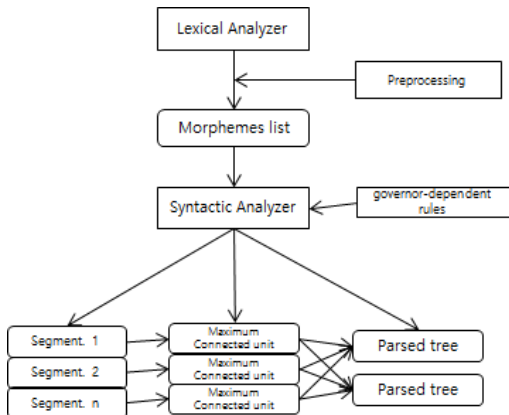 Lexical Analyzer
Preprocessing
Morphemes list
Syntactic Analyzer
governor-dependent
rules
Segment. 1
Maximum
Connected unit
Parsed tree
Segment. 2
Maximum
Connected unit
Segment. n
Maximum
Connected unit
Parsed tree